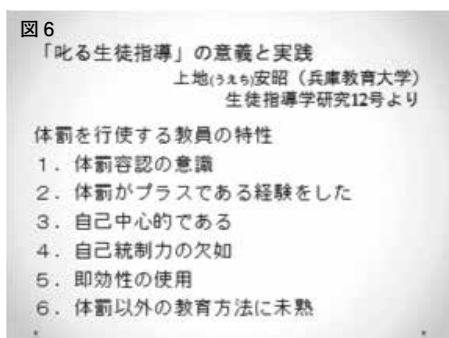 図6
「叱る生徒指導」の意義と実践
上地(うえち)安昭（兵庫教育大学）
生徒指導学研究12号より
体罰を行使する教員の特性
１．体罰容認の意識
２．体罰がプラスである経験をした
３．自己中心的である
４．自己統制力の欠如
５．即効性の使用
６．体罰以外の教育方法に未熟